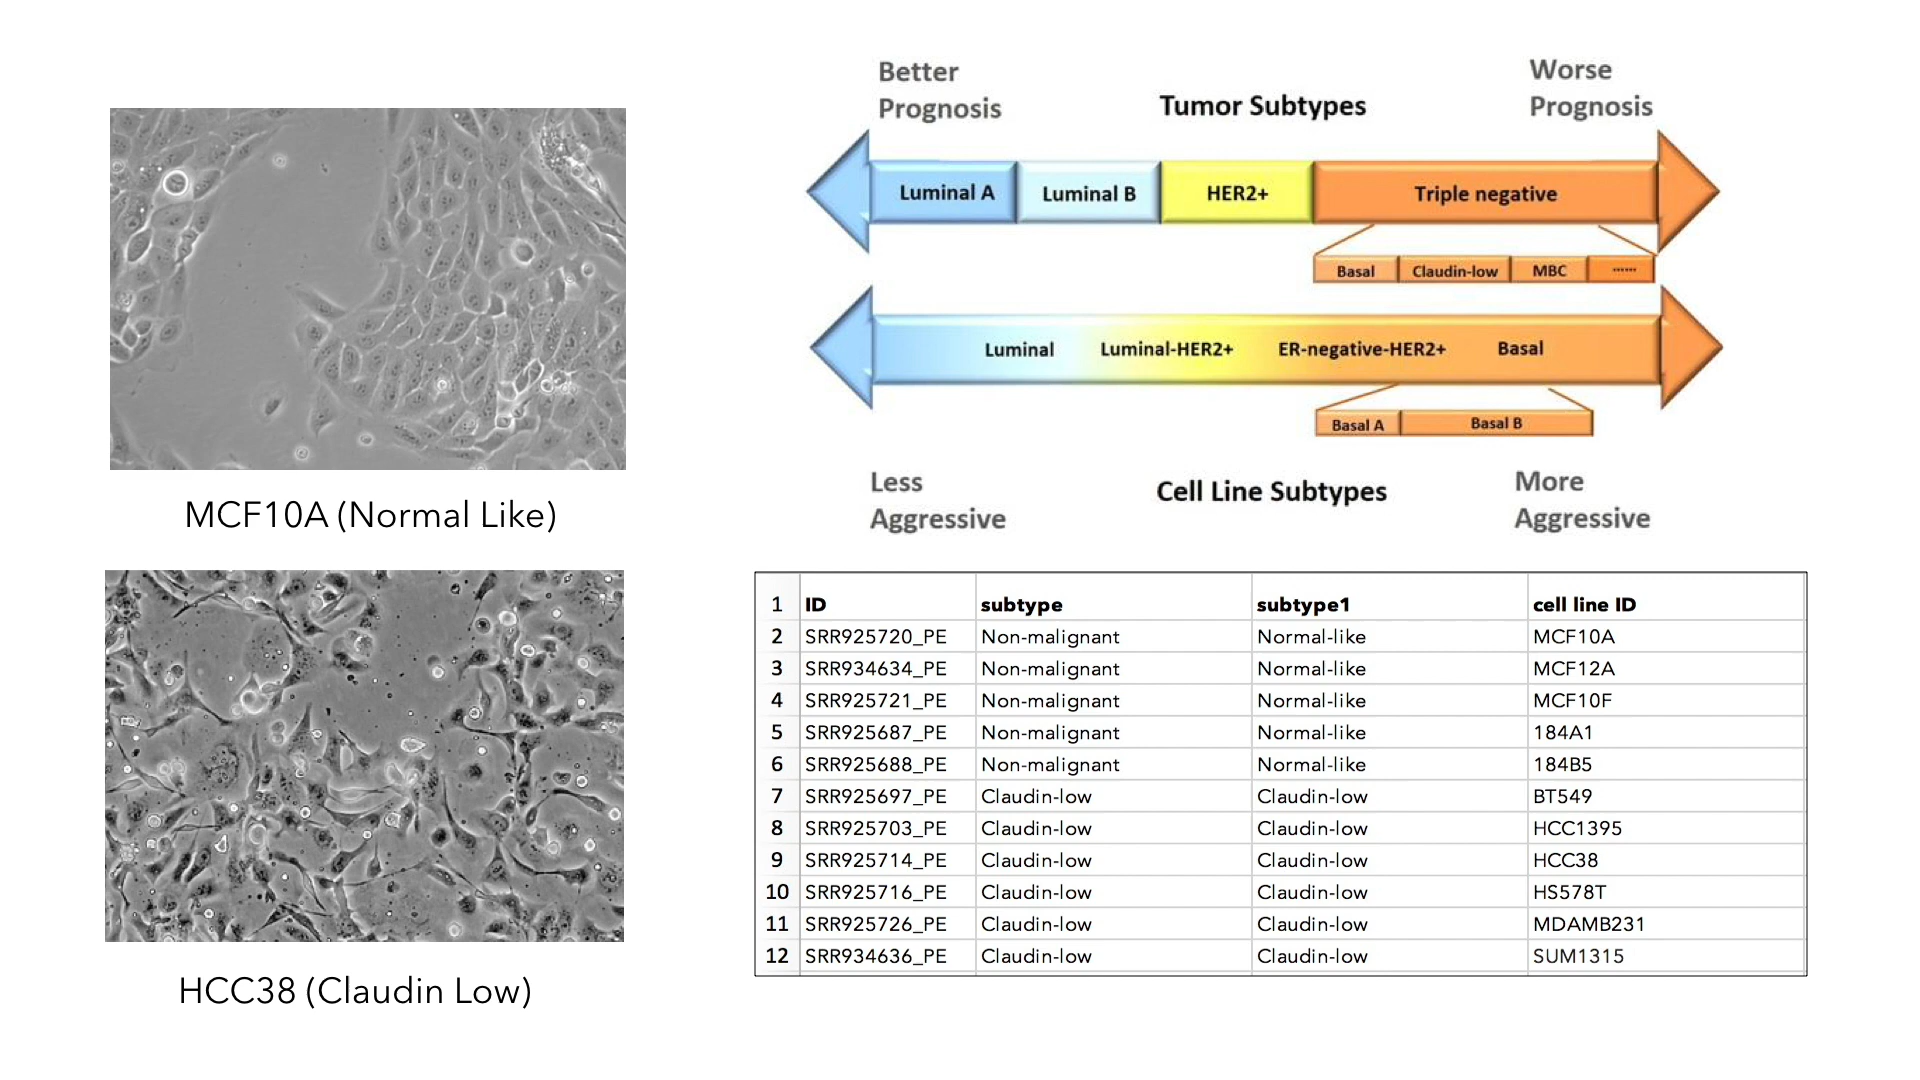 MCF10A (Normal Like)
HCC38 (Claudin Low)
Better
Prognosis
Tumor Subtypes
Worse
Prognosis
Luminal A
Luminal B
HER2+
Triple negative
Basal
Claudin-low
MBC
......
Luminal
Luminal-HER2+
ER-negative-HER2+
Basal
Basal A
Basal B
Less
Aggressive
Cell Line Subtypes
More
Aggressive
1 ID subtype subtype1 cell line ID
2 SRR925720_PE Non-malignant Normal-like MCF10A
3 SRR934634_PE Non-malignant Normal-like MCF12A
4 SRR925721_PE Non-malignant Normal-like MCF10F
5 SRR925687_PE Non-malignant Normal-like 184A1
6 SRR925688_PE Non-malignant Normal-like 184B5
7 SRR925697_PE Claudin-low Claudin-low BT549
8 SRR925703_PE Claudin-low Claudin-low HCC1395
9 SRR925714_PE Claudin-low Claudin-low HCC38
10 SRR925716_PE Claudin-low Claudin-low HS578T
11 SRR925726_PE Claudin-low Claudin-low MDAMB231
12 SRR934636_PE Claudin-low Claudin-low SUM1315